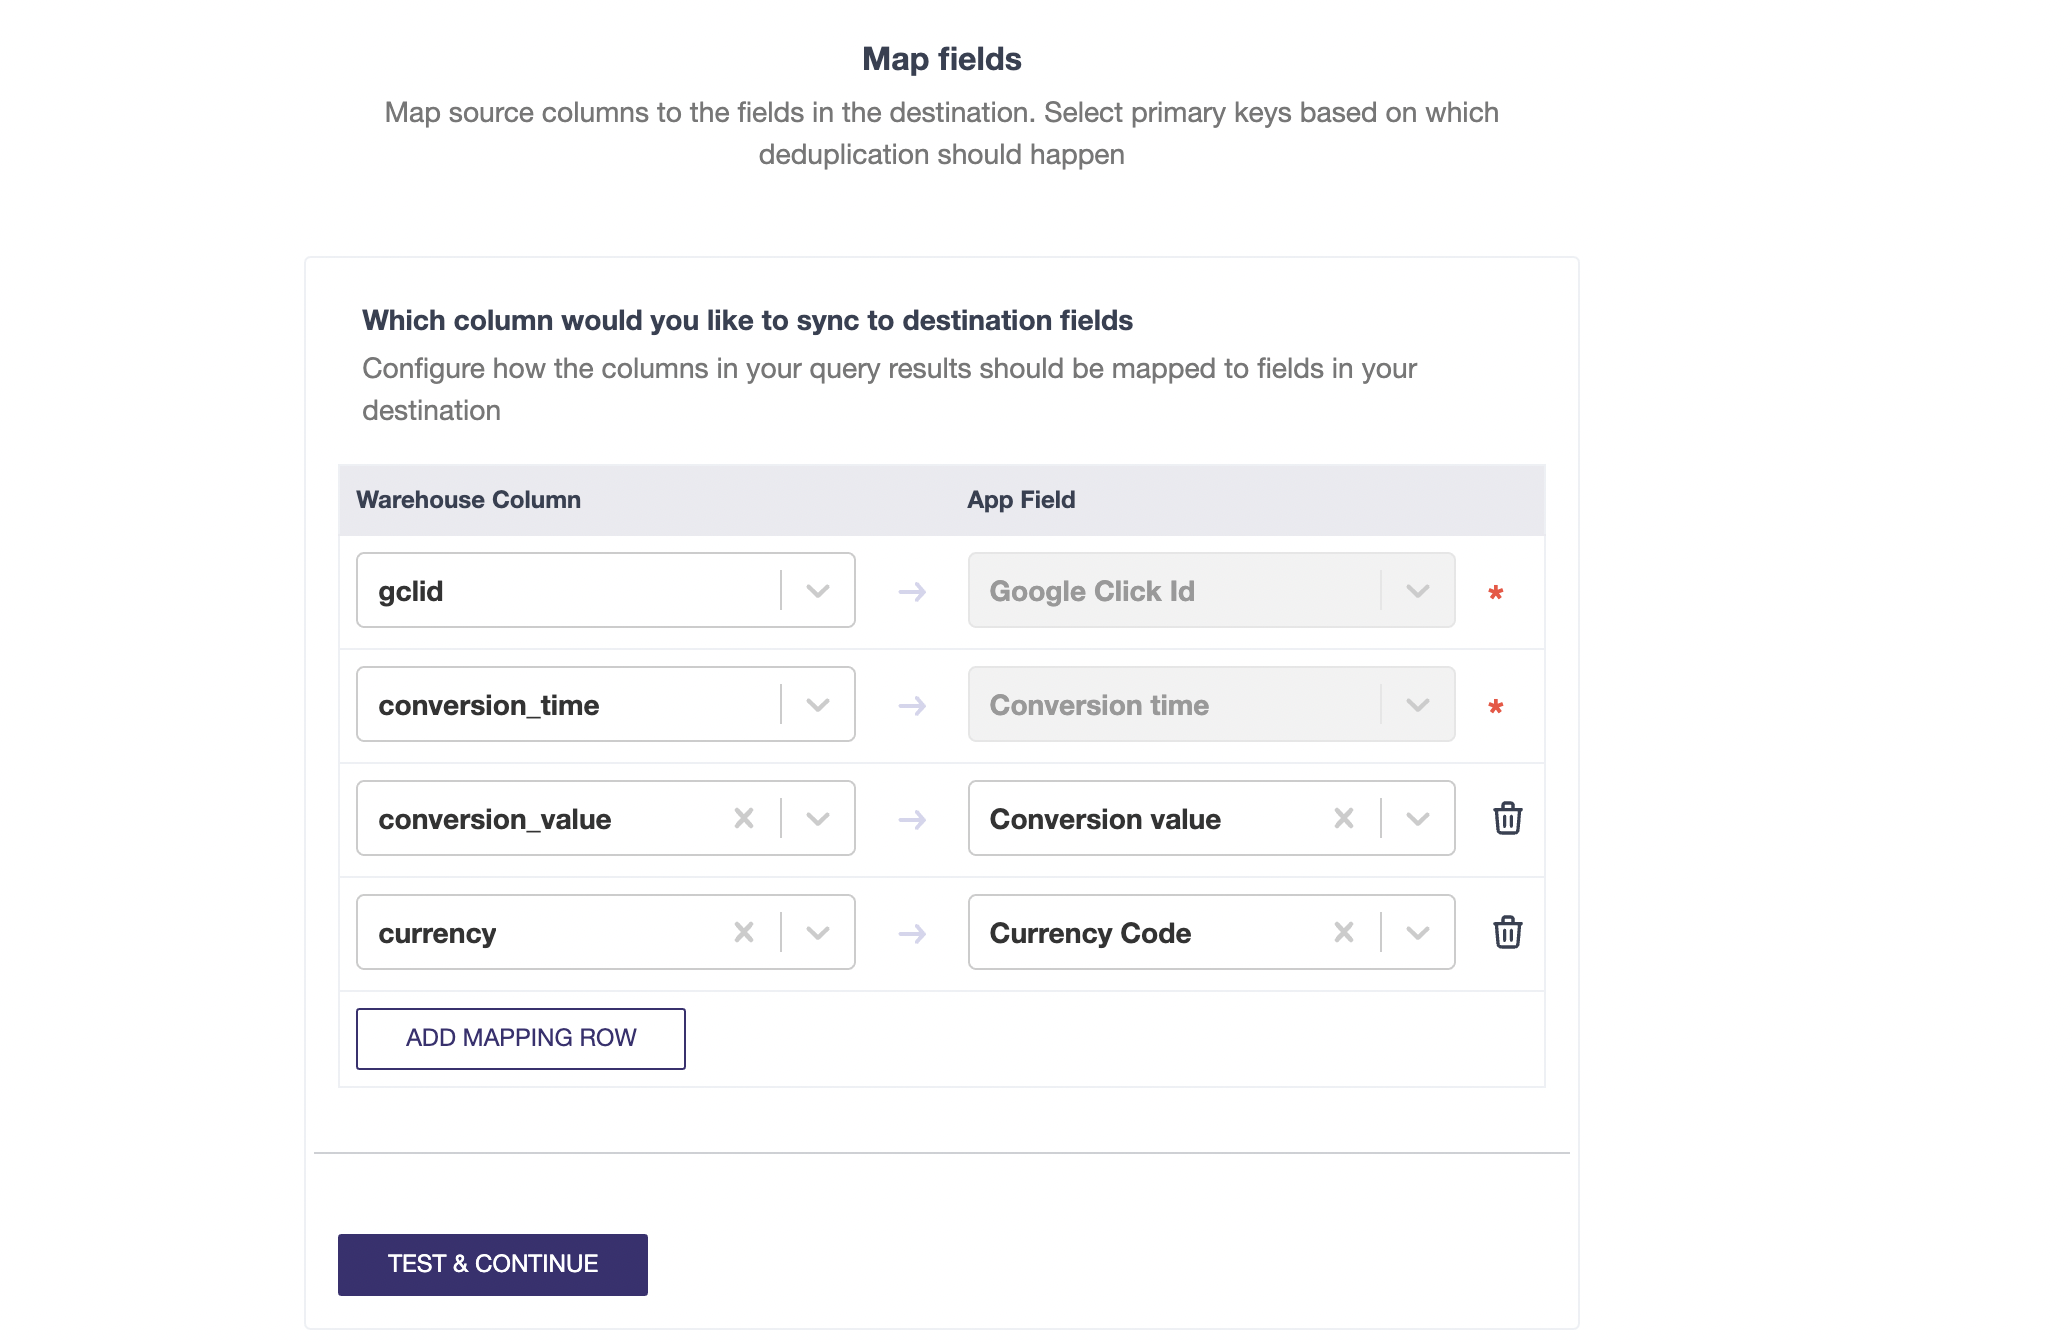 Map fields
Map source columns to the fields in the destination. Select primary keys based on which
deduplication should happen
Which column would you like to sync to destination fields
Configure how the columns in your query results should be mapped to fields in your
destination
Warehouse Column App Field
gclid Google Click Id *
conversion_time Conversion time *
conversion_value Conversion value
currency Currency Code
ADD MAPPING ROW
TEST & CONTINUE